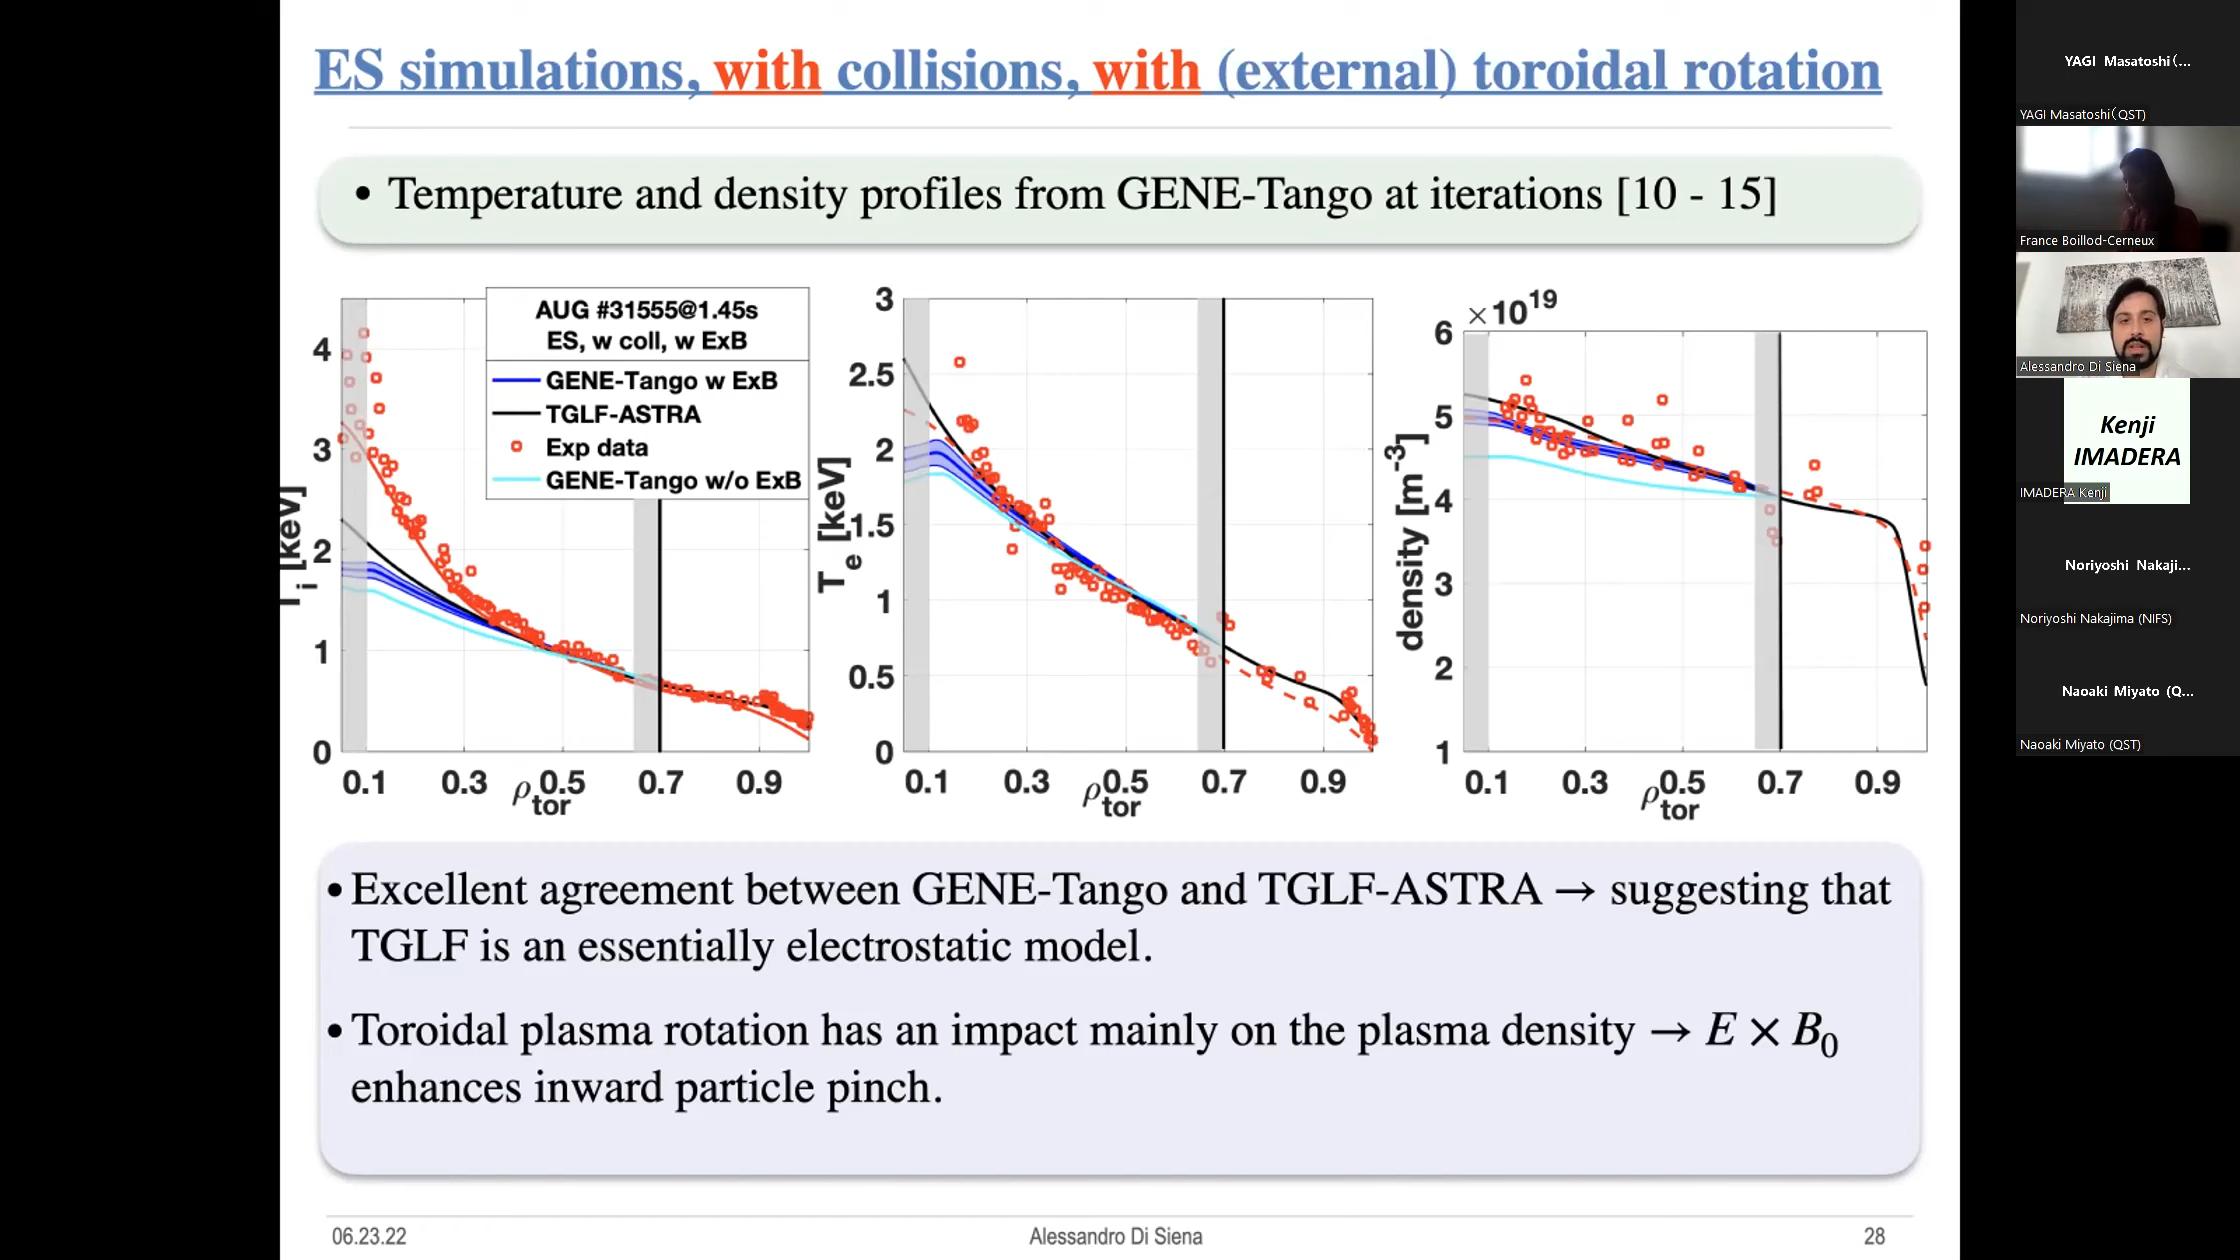 ES simulations, with collisions, with (external) toroidal rotation
• Temperature and density profiles from GENE-Tango at iterations [10 - 15]
AUG #31555@1.45s
ES, w coll, w ExB
GENE-Tango w ExB
TGLF-ASTRA
Exp data
GENE-Tango w/o ExB
T_i [keV]
4
3
2
1
0
0.1 0.3 0.5 0.7 0.9
ρ_tor
T_e [keV]
3
2.5
2
1.5
1
0.5
0
0.1 0.3 0.5 0.7 0.9
ρ_tor
×10^19
density [m^-3]
6
5
4
3
2
1
0.1 0.3 0.5 0.7 0.9
ρ_tor
• Excellent agreement between GENE-Tango and TGLF-ASTRA → suggesting that
TGLF is an essentially electrostatic model.
• Toroidal plasma rotation has an impact mainly on the plasma density → E × B_0
enhances inward particle pinch.
06.23.22
Alessandro Di Siena
28
YAGI Masatoshi(...
YAGI Masatoshi(QST)
France Boillod-Cerneux
Alessandro Di Siena
Kenji
IMADERA
IMADERA Kenji
Noriyoshi Nakaji...
Noriyoshi Nakajima (NIFS)
Naoaki Miyato (Q...
Naoaki Miyato (QST)